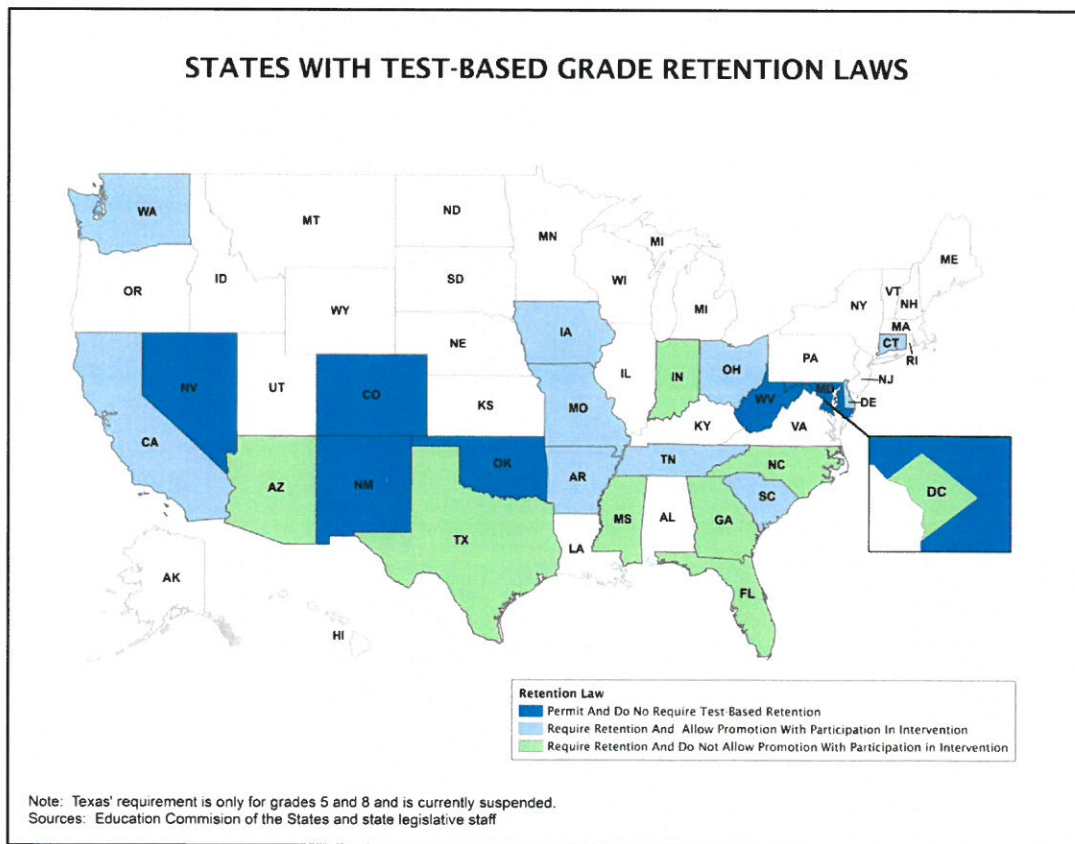 STATES WITH TEST-BASED GRADE RETENTION LAWS
WA
MT
ND
MN
MI
ME
OR
ID
SD
WI
VT
NH
NY
WY
MI
MA
IA
CT
RI
NE
PA
NV
UT
CO
IL
IN
OH
NJ
MD
DE
WV
KS
MO
KY
VA
CA
TN
NC
OK
AZ
NM
AR
SC
DC
MS
AL
GA
TX
LA
AK
FL
HI
Retention Law
Permit And Do No Require Test-Based Retention
Require Retention And Allow Promotion With Participation In Intervention
Require Retention And Do Not Allow Promotion With Participation in Intervention
Note: Texas' requirement is only for grades 5 and 8 and is currently suspended.
Sources: Education Commision of the States and state legislative staff